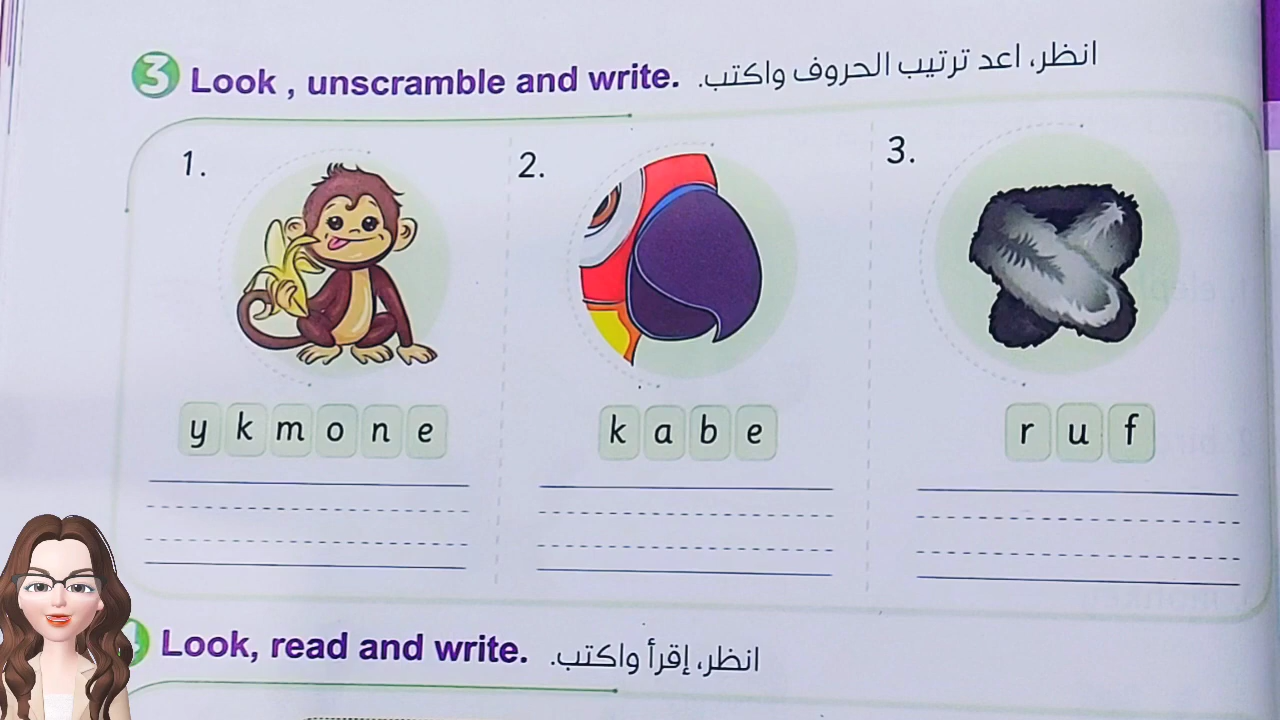 3 Look , unscramble and write. انظر، اعد ترتيب الحروف واكتب.
1. 2. 3.
y k m o n e k a b e r u f
Look, read and write. انظر، إقرأ واكتب.